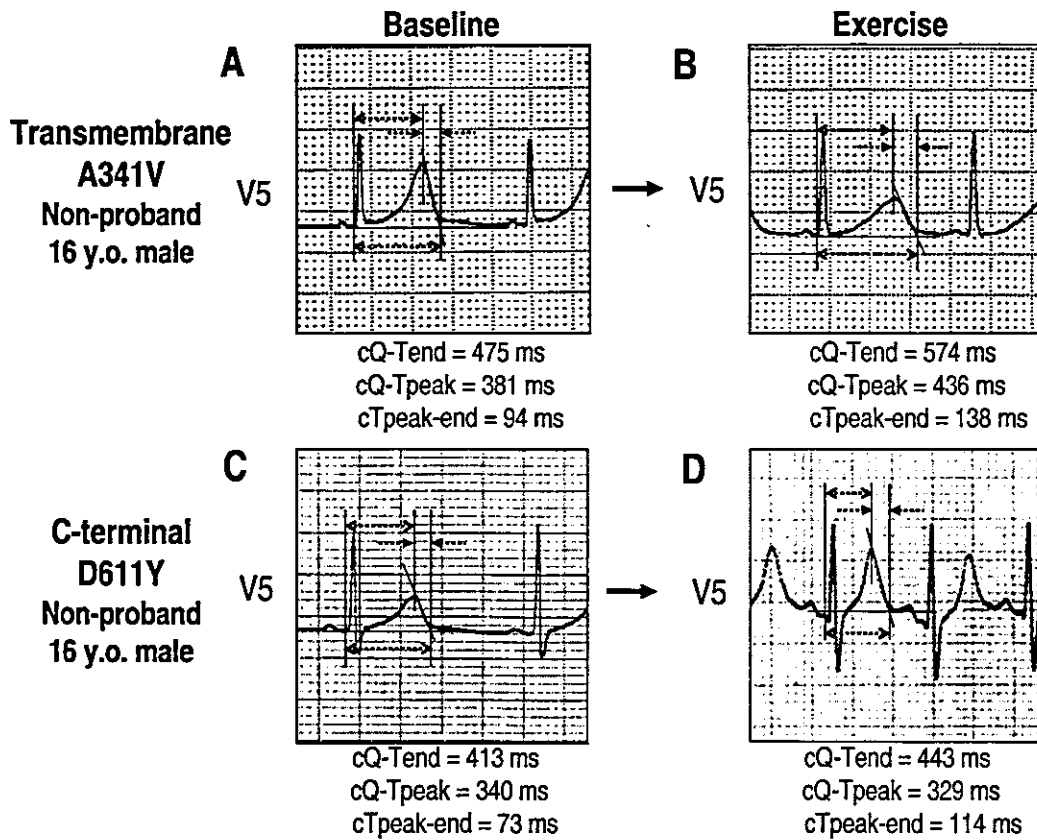 Baseline
Exercise
A
B
Transmembrane
A341V
Non-proband
16 y.o. male
V5
V5
cQ-Tend = 475 ms
cQ-Tpeak = 381 ms
cTpeak-end = 94 ms
cQ-Tend = 574 ms
cQ-Tpeak = 436 ms
cTpeak-end = 138 ms
C
D
C-terminal
D611Y
Non-proband
16 y.o. male
V5
V5
cQ-Tend = 413 ms
cQ-Tpeak = 340 ms
cTpeak-end = 73 ms
cQ-Tend = 443 ms
cQ-Tpeak = 329 ms
cTpeak-end = 114 ms